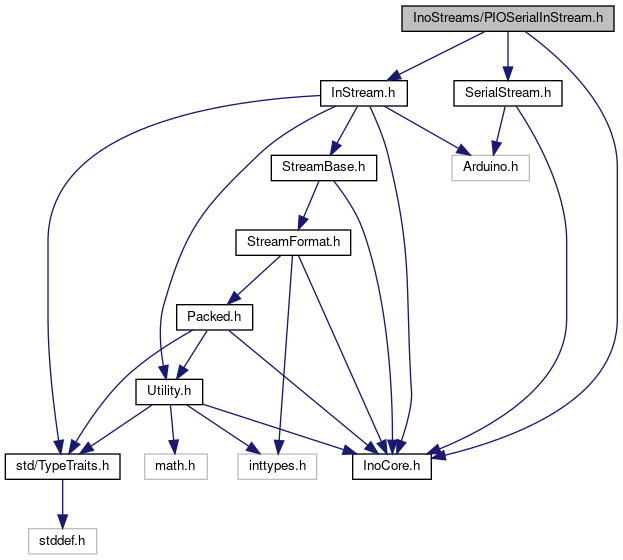 InoStreams/PIOSerialInStream.h
InStream.h
SerialStream.h
StreamBase.h
Arduino.h
StreamFormat.h
Packed.h
Utility.h
std/TypeTraits.h
math.h
inttypes.h
InoCore.h
stddef.h